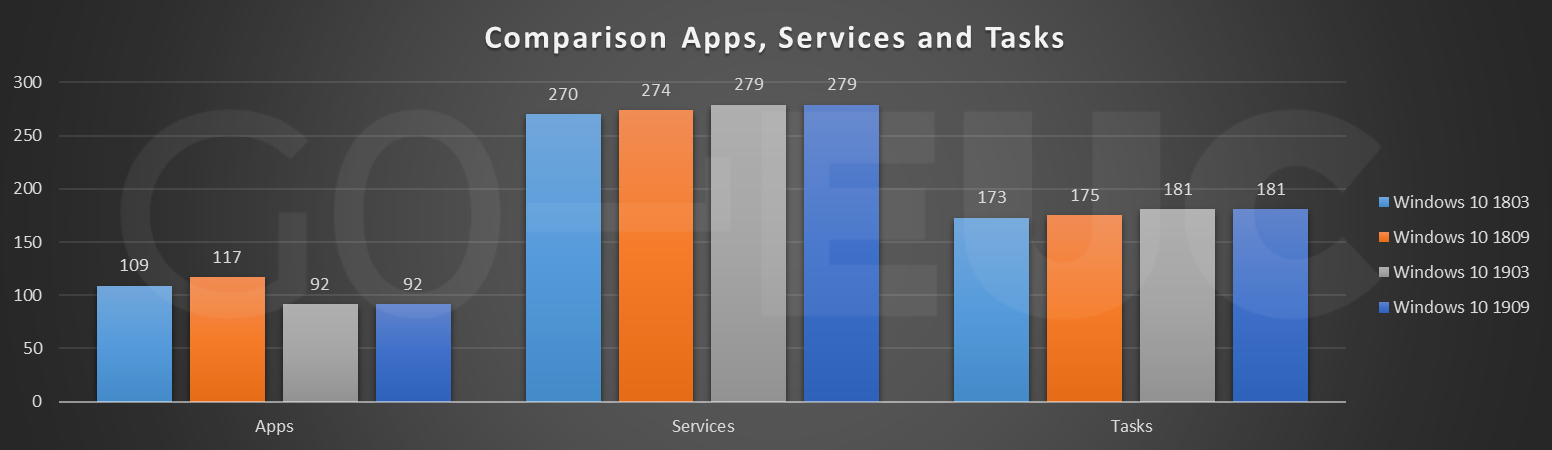 Comparison Apps, Services and Tasks
300
250
200
150
100
50
0
109
117
92
92
270
274
279
279
173
175
181
181
Apps
Services
Tasks
Windows 10 1803
Windows 10 1809
Windows 10 1903
Windows 10 1909
GO-EUC